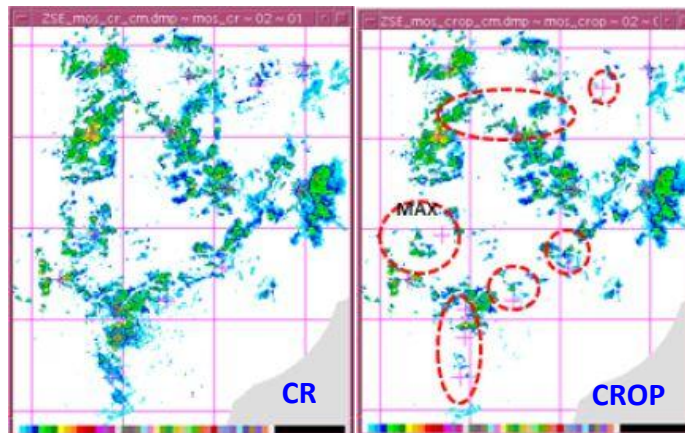 ZSE_mos_cr_cm.dmp ~ mos_cr ~ 02 ~ 01
ZSE_mos_crop_cm.dmp ~ mos_crop ~ 02 ~
MAX
CR
CROP